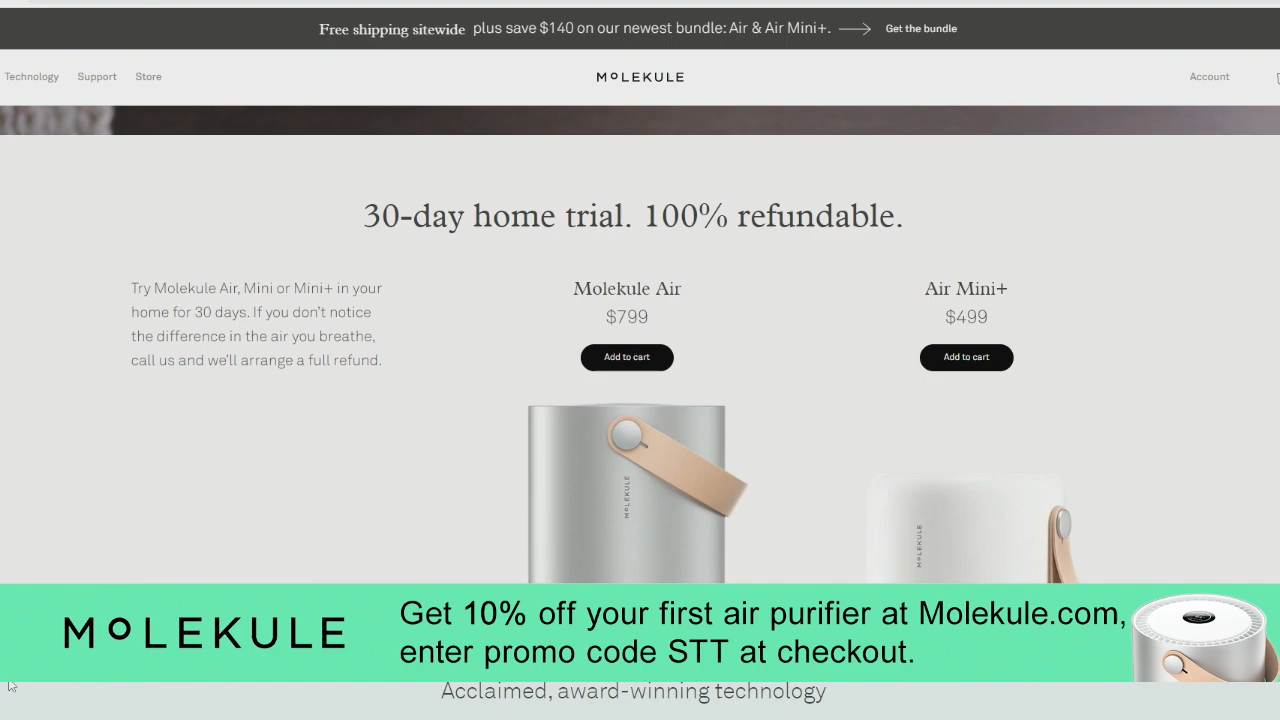 Free shipping sitewide plus save $140 on our newest bundle: Air & Air Mini+. Get the bundle
Technology Support Store MOLEKULE Account
30-day home trial. 100% refundable.
Try Molekule Air, Mini or Mini+ in your
home for 30 days. If you don't notice
the difference in the air you breathe,
call us and we'll arrange a full refund.
Molekule Air
$799
Add to cart
Air Mini+
$499
Add to cart
MOLEKULE
MOLEKULE
MOLEKULE
Get 10% off your first air purifier at Molekule.com,
enter promo code STT at checkout.
Acclaimed, award-winning technology